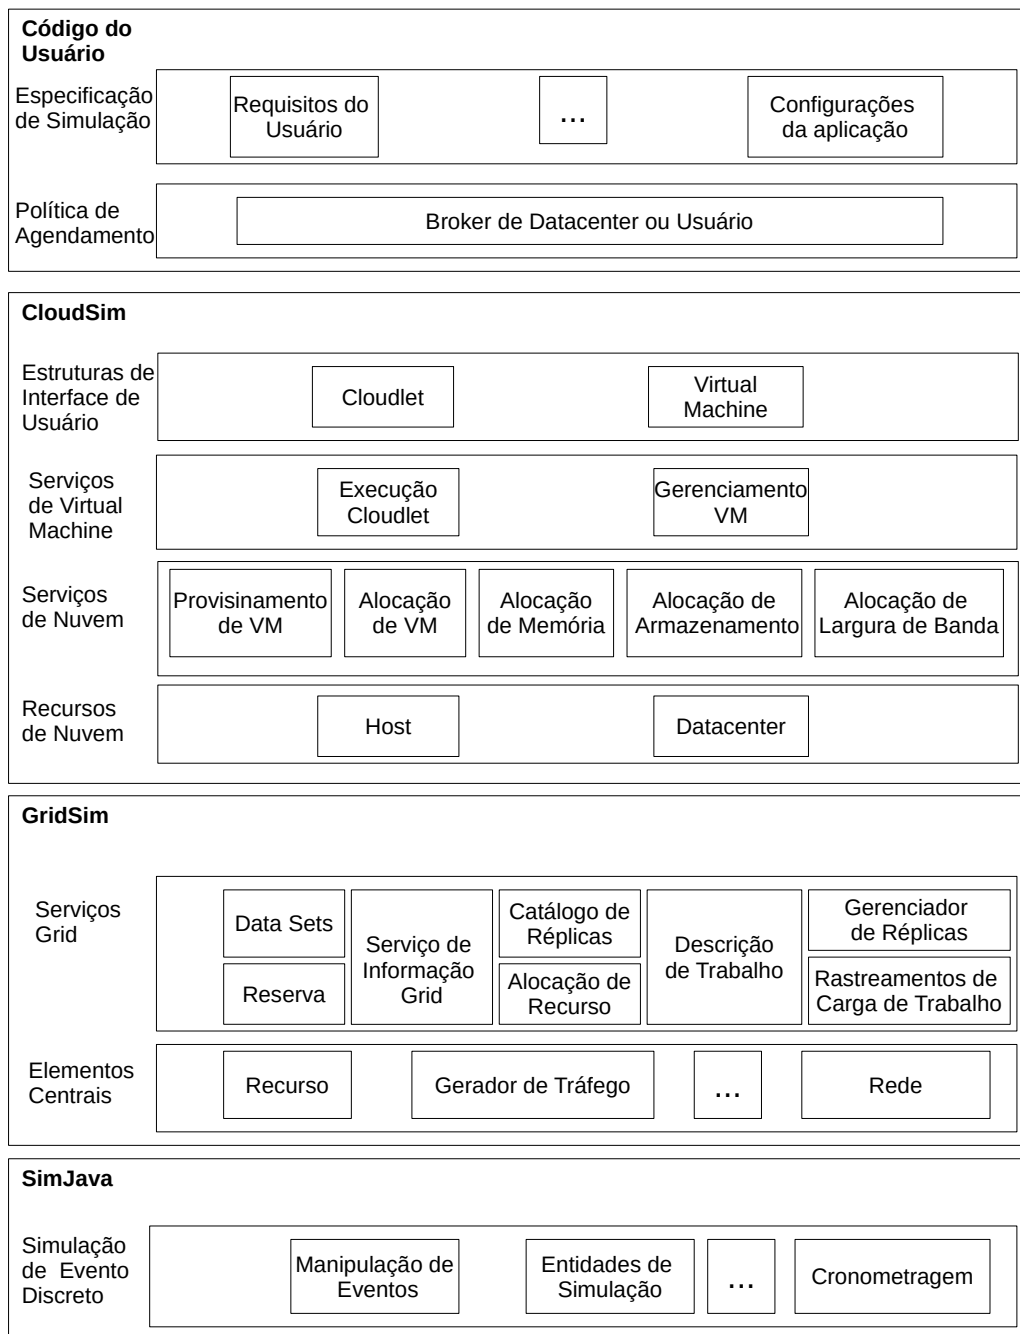 Código do
Usuário
Especificação
de Simulação
Requisitos do
Usuário
...
Configurações
da aplicação
Política de
Agendamento
Broker de Datacenter ou Usuário
CloudSim
Estruturas de
Interface de
Usuário
Cloudlet
Virtual
Machine
Serviços
de Virtual
Machine
Execução
Cloudlet
Gerenciamento
VM
Serviços
de Nuvem
Provisinamento
de VM
Alocação
de VM
Alocação
de Memória
Alocação de
Armazenamento
Alocação de
Largura de Banda
Recursos
de Nuvem
Host
Datacenter
GridSim
Serviços
Grid
Data Sets
Reserva
Serviço de
Informação
Grid
Catálogo de
Réplicas
Alocação de
Recurso
Descrição
de Trabalho
Gerenciador
de Réplicas
Rastreamentos de
Carga de Trabalho
Elementos
Centrais
Recurso
Gerador de Tráfego
...
Rede
SimJava
Simulação
de Evento
Discreto
Manipulação de
Eventos
Entidades de
Simulação
...
Cronometragem